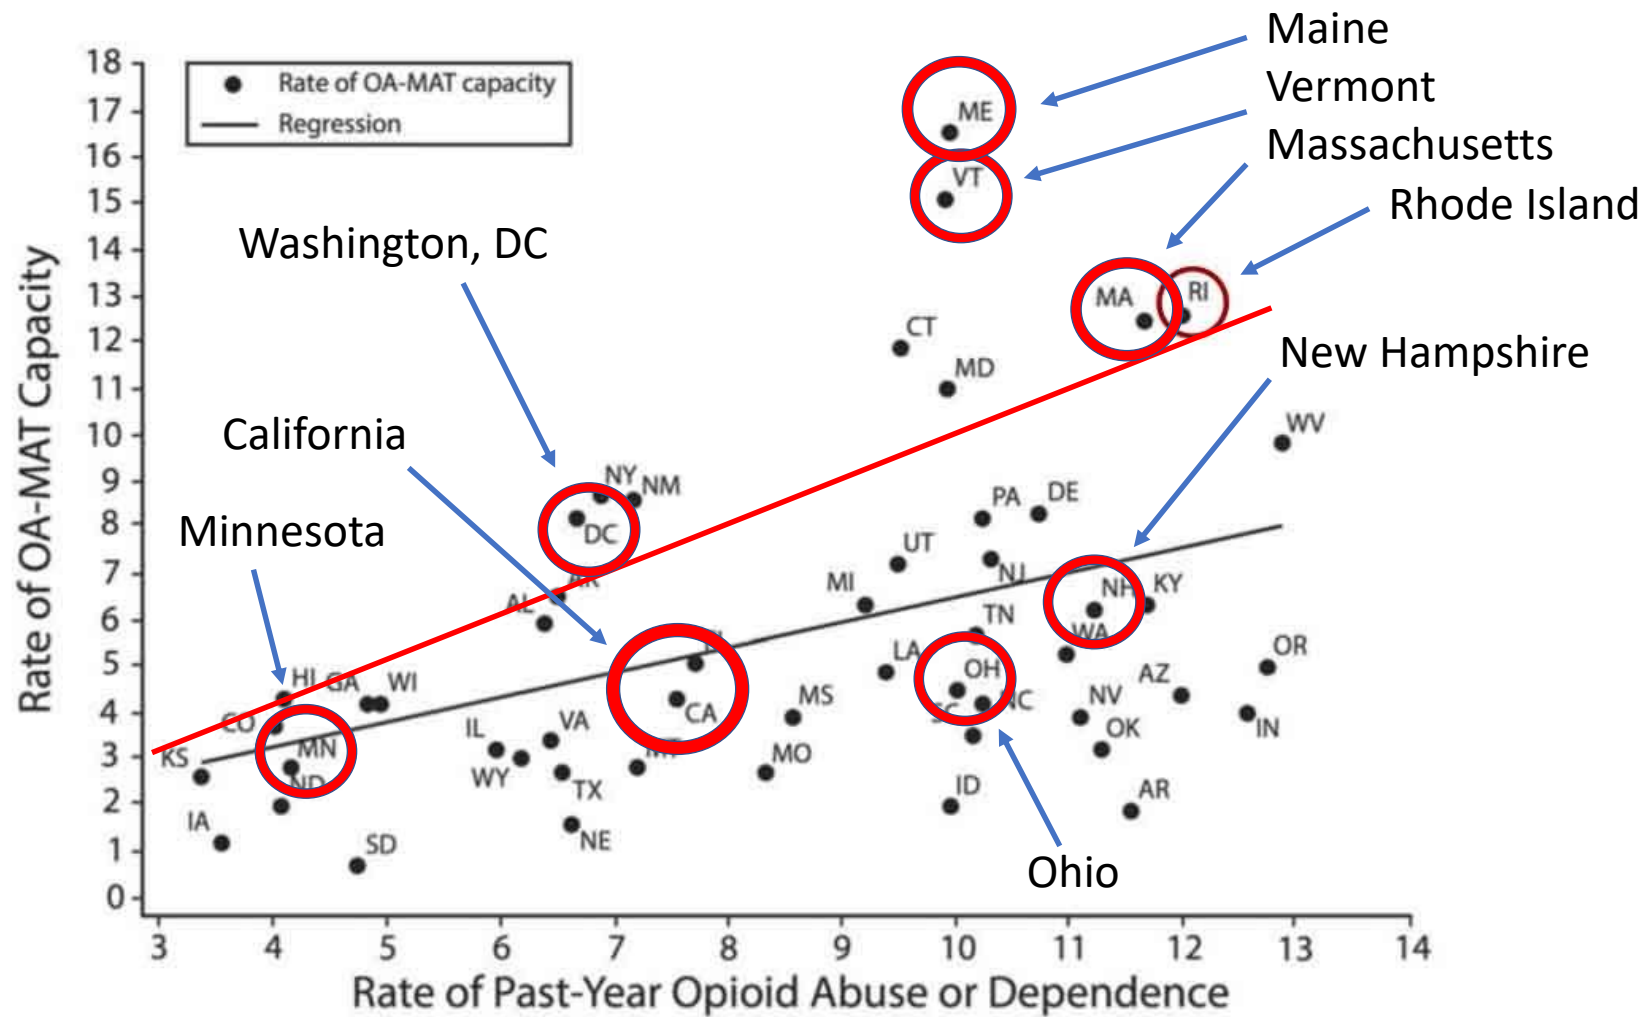 Maine
Vermont
Massachusetts
Rhode Island
Washington, DC
New Hampshire
California
Minnesota
Ohio
Rate of OA-MAT capacity
Regression
Rate of OA-MAT Capacity
18
17
16
15
14
13
12
11
10
9
8
7
6
5
4
3
2
1
0
ME
VT
MA
RI
CT
MD
WV
NY
NM
DC
PA
DE
UT
NJ
MI
NH
KY
AL
TN
WA
LA
OH
OR
HI
GA
WI
AZ
CA
MS
NC
NV
IN
CO
IL
VA
OK
MN
KS
WY
MO
ND
TX
ID
AR
IA
NE
SD
3 4 5 6 7 8 9 10 11 12 13 14
Rate of Past-Year Opioid Abuse or Dependence